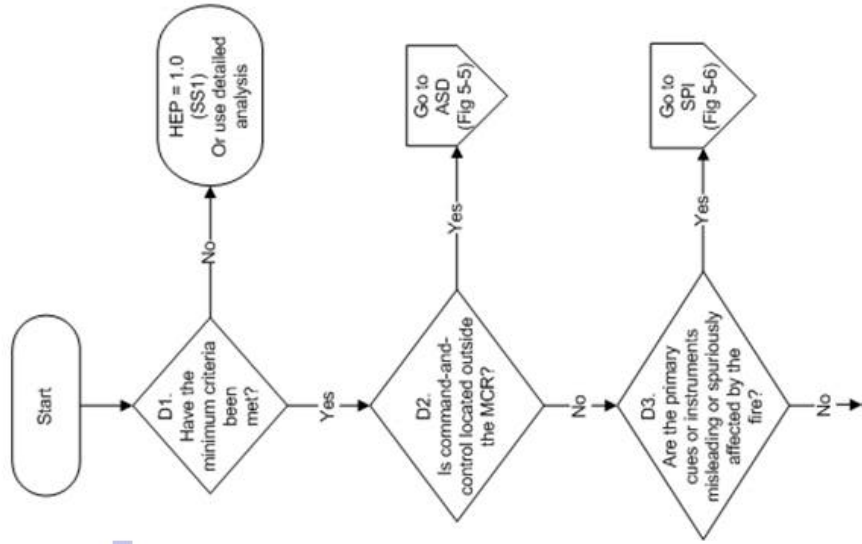 Start
D1.
Have the
minimum criteria
been
met?
No
HEP = 1.0
(SS1)
Or use detailed
analysis
Yes
D2.
Is command-and-
control located outside
the MCR?
Yes
Go to
ASD
(Fig 5-5)
No
D3.
Are the primary
cues or instruments
misleading or spuriously
affected by the
fire?
Yes
Go to
SPI
(Fig 5-6)
No